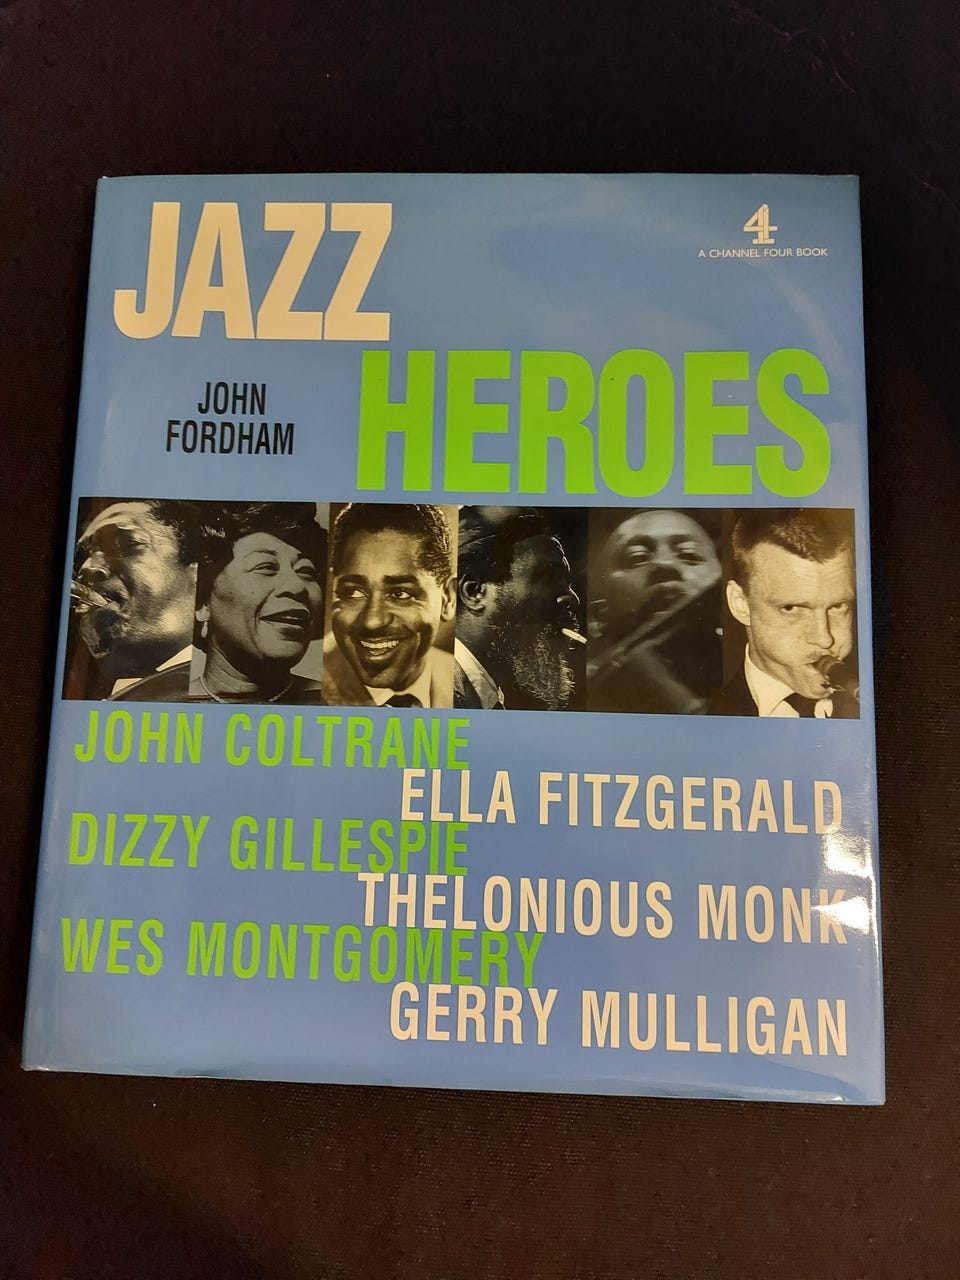 JAZZ
4
A CHANNEL FOUR BOOK
HEROES
JOHN
FORDHAM
JOHN COLTRANE
ELLA FITZGERALD
DIZZY GILLESPIE
THELONIOUS MONK
WES MONTGOMERY
GERRY MULLIGAN